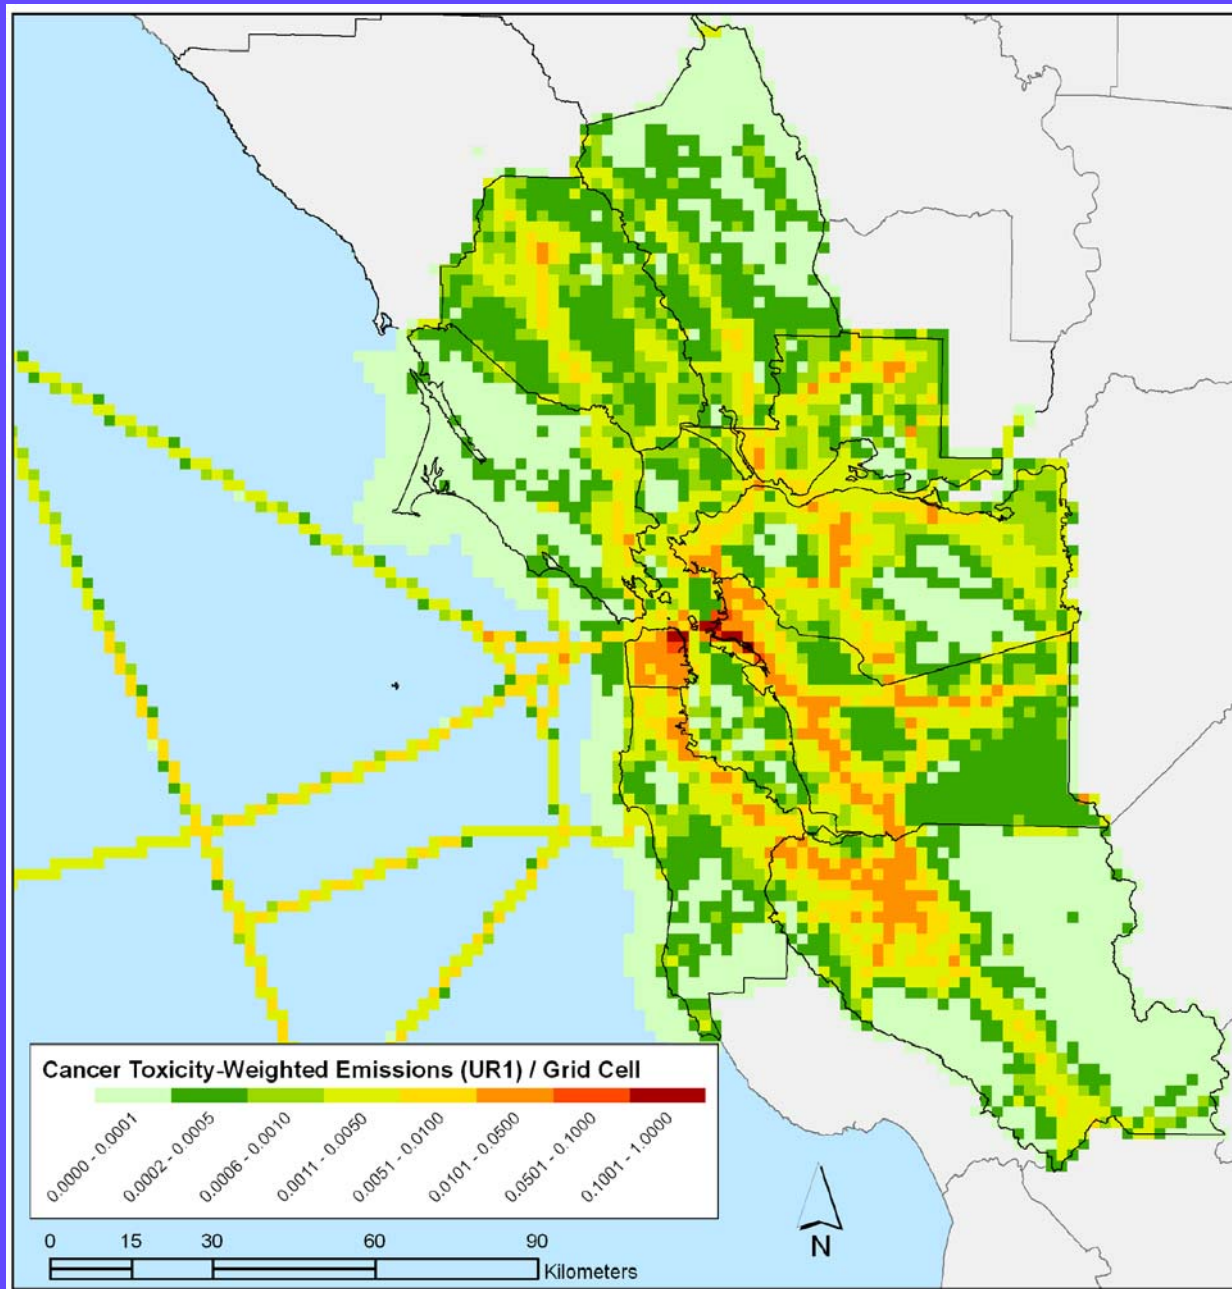 Cancer Toxicity-Weighted Emissions (UR1) / Grid Cell
0.0000 - 0.0001
0.0002 - 0.0005
0.0006 - 0.0010
0.0011 - 0.0050
0.0051 - 0.0100
0.0101 - 0.0500
0.0501 - 0.1000
0.1001 - 1.0000
0 15 30 60 90
Kilometers
N